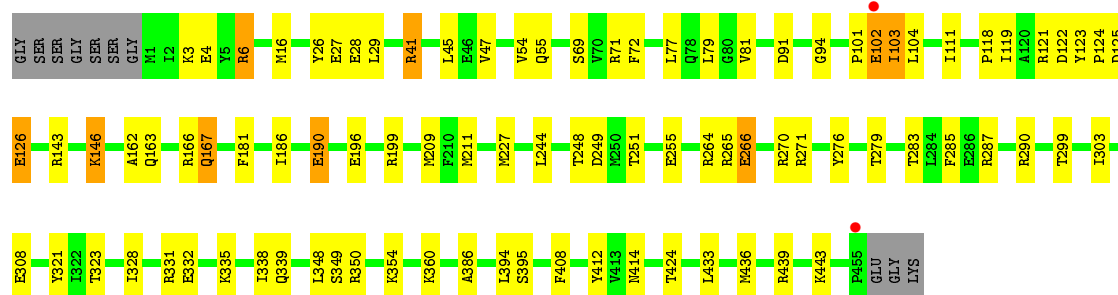 GLY SER SER GLY SER SER GLY M1 I2 K3 E4 Y5 R6 M16 Y26 E27 E28 L29 R41 L45 E46 V47 V54 Q55 S69 V70 R71 F72 L77 Q78 L79 G80 V81 D91 G94 P101 E102 I103 L104 I111 P118 I119 A120 R121 D122 Y123 P124 D125
E126 R143 K146 A162 Q163 R166 Q167 F181 I186 E190 E196 R199 M209 F210 M211 M227 L244 T248 D249 M250 T251 E255 R264 R265 E266 R270 R271 Y276 T279 T283 L284 F285 E286 R287 R290 T299 I303
E308 Y321 I322 T323 I328 R331 E332 K335 I338 Q339 L348 S349 R350 K354 K360 A386 L394 S395 F408 Y412 V413 N414 T424 L433 M436 R439 K443 P455 GLU GLY LYS